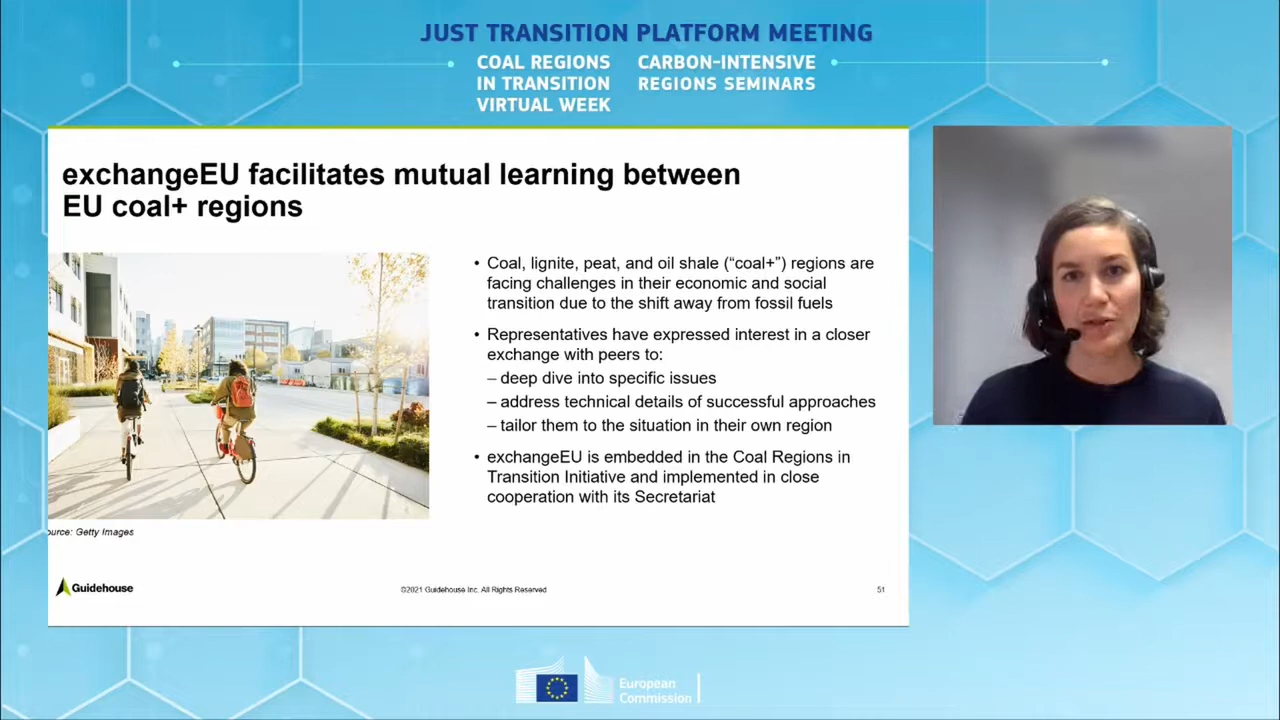 JUST TRANSITION PLATFORM MEETING
COAL REGIONS
IN TRANSITION
VIRTUAL WEEK
CARBON-INTENSIVE
REGIONS SEMINARS
exchangeEU facilitates mutual learning between
EU coal+ regions
• Coal, lignite, peat, and oil shale (“coal+”) regions are
facing challenges in their economic and social
transition due to the shift away from fossil fuels
• Representatives have expressed interest in a closer
exchange with peers to:
– deep dive into specific issues
– address technical details of successful approaches
– tailor them to the situation in their own region
• exchangeEU is embedded in the Coal Regions in
Transition Initiative and implemented in close
cooperation with its Secretariat
ource: Getty Images
Guidehouse
©2021 Guidehouse Inc. All Rights Reserved
51
European
Commission